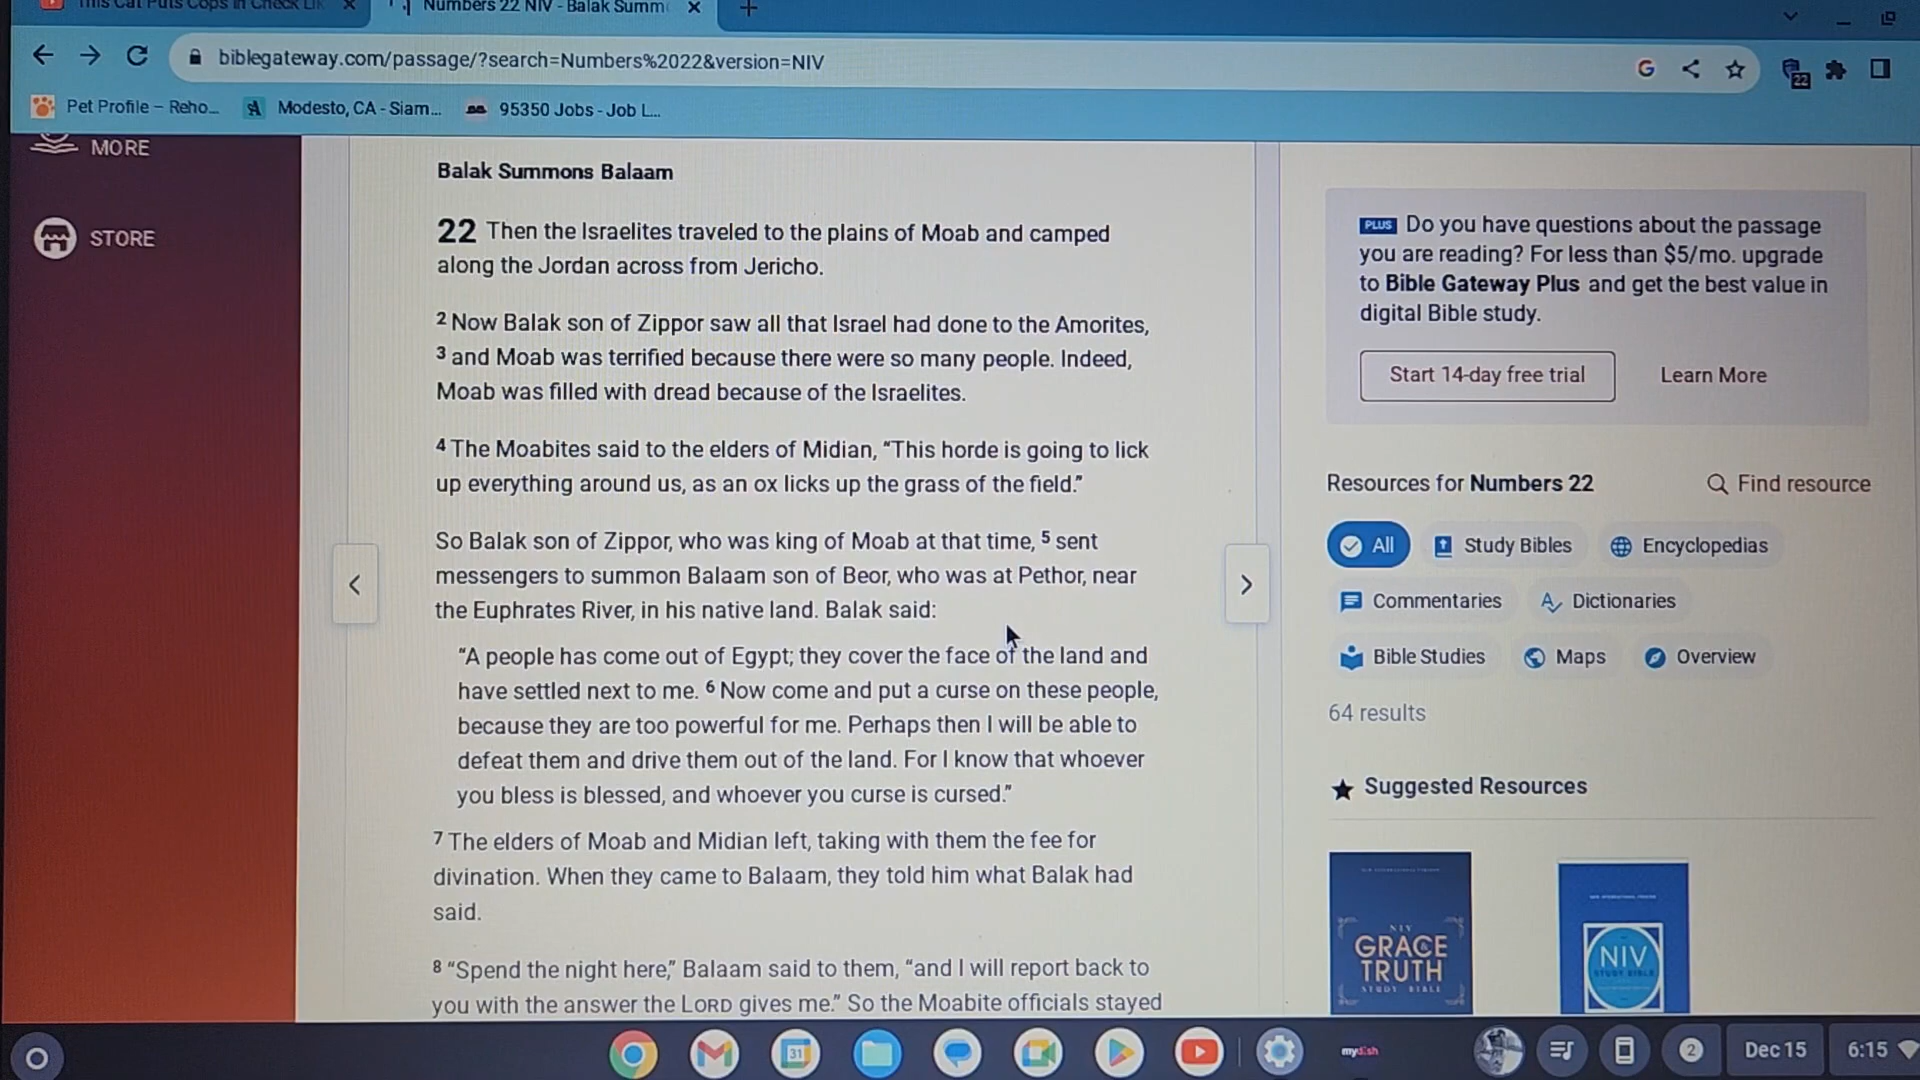 This Cat Puts Cops in Check Lik
Numbers 22 NIV - Balak Summ
biblegateway.com/passage/?search=Numbers%2022&version=NIV
22
Pet Profile – Reho...
Modesto, CA - Siam...
95350 Jobs - Job L...
MORE
STORE
Balak Summons Balaam
22 Then the Israelites traveled to the plains of Moab and camped
along the Jordan across from Jericho.
2 Now Balak son of Zippor saw all that Israel had done to the Amorites,
3 and Moab was terrified because there were so many people. Indeed,
Moab was filled with dread because of the Israelites.
4 The Moabites said to the elders of Midian, “This horde is going to lick
up everything around us, as an ox licks up the grass of the field.”
So Balak son of Zippor, who was king of Moab at that time, 5 sent
messengers to summon Balaam son of Beor, who was at Pethor, near
the Euphrates River, in his native land. Balak said:
“A people has come out of Egypt; they cover the face of the land and
have settled next to me. 6 Now come and put a curse on these people,
because they are too powerful for me. Perhaps then I will be able to
defeat them and drive them out of the land. For I know that whoever
you bless is blessed, and whoever you curse is cursed.”
7 The elders of Moab and Midian left, taking with them the fee for
divination. When they came to Balaam, they told him what Balak had
said.
8 “Spend the night here,” Balaam said to them, “and I will report back to
you with the answer the LORD gives me.” So the Moabite officials stayed
PLUS Do you have questions about the passage
you are reading? For less than $5/mo. upgrade
to Bible Gateway Plus and get the best value in
digital Bible study.
Start 14-day free trial
Learn More
Resources for Numbers 22
Find resource
All
Study Bibles
Encyclopedias
Commentaries
Dictionaries
Bible Studies
Maps
Overview
64 results
Suggested Resources
NIV
GRACE
&
TRUTH
STUDY BIBLE
NIV
STUDY BIBLE
31
mydish
2
Dec 15
6:15